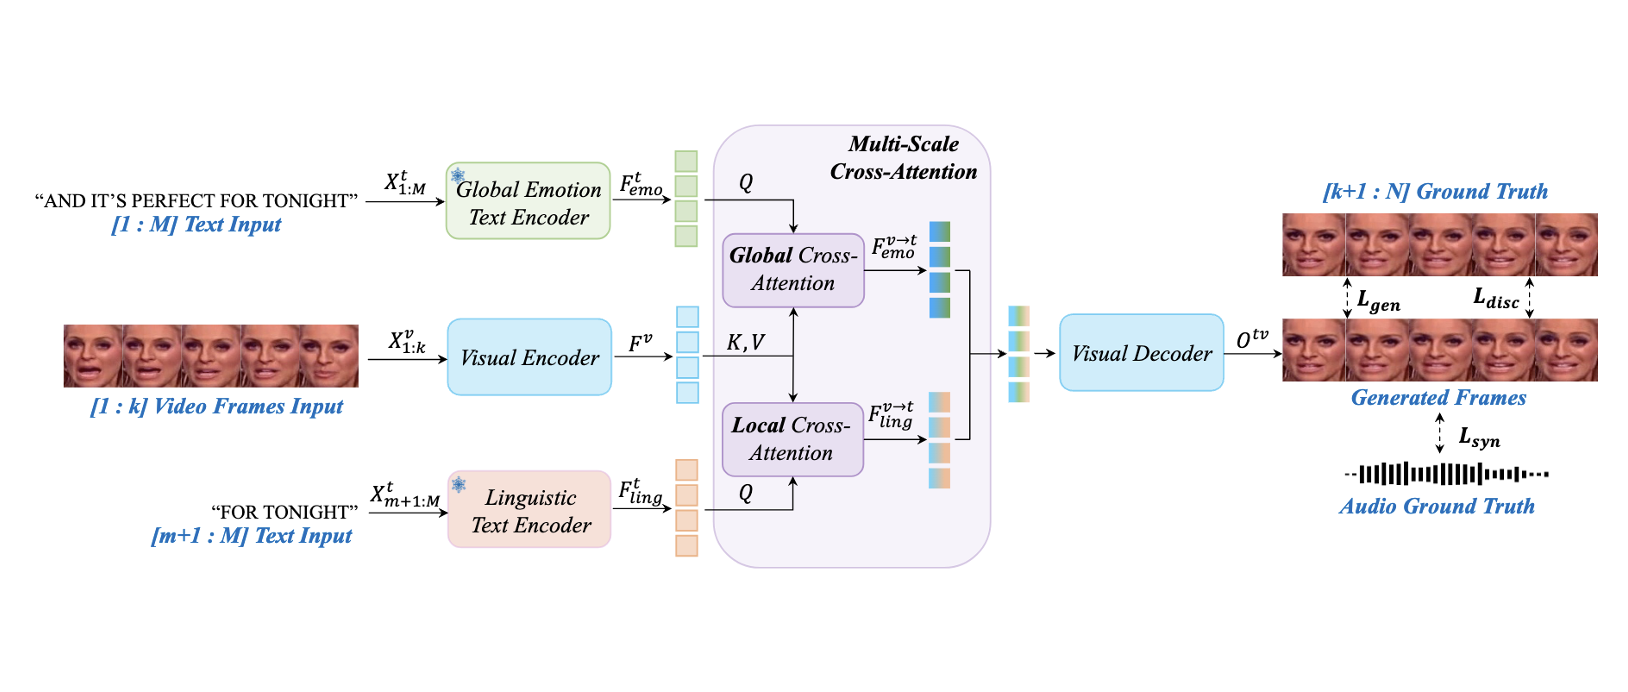 “AND IT’S PERFECT FOR TONIGHT”
[1 : M] Text Input
X^t_{1:M}
Global Emotion
Text Encoder
F^t_{emo}
Q
Multi-Scale
Cross-Attention
Global Cross-
Attention
F^{v→t}_{emo}
[1 : k] Video Frames Input
X^v_{1:k}
Visual Encoder
F^v
K,V
Local Cross-
Attention
F^{v→t}_{ling}
“FOR TONIGHT”
[m+1 : M] Text Input
X^t_{m+1:M}
Linguistic
Text Encoder
F^t_{ling}
Q
Visual Decoder
O^{tv}
[k+1 : N] Ground Truth
L_{gen}
L_{disc}
Generated Frames
L_{syn}
Audio Ground Truth